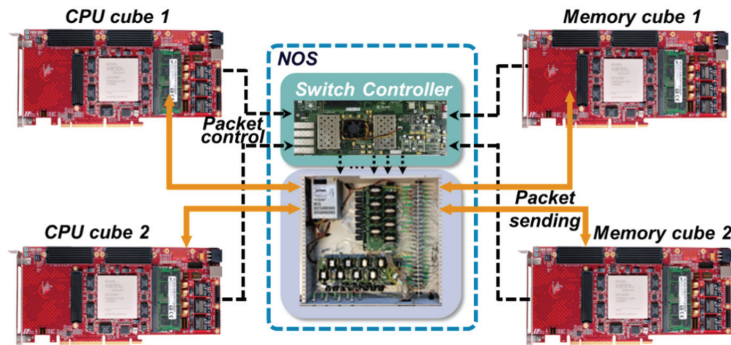 CPU cube 1
Memory cube 1
NOS
Switch Controller
Packet
control
...
Packet
sending
CPU cube 2
Memory cube 2